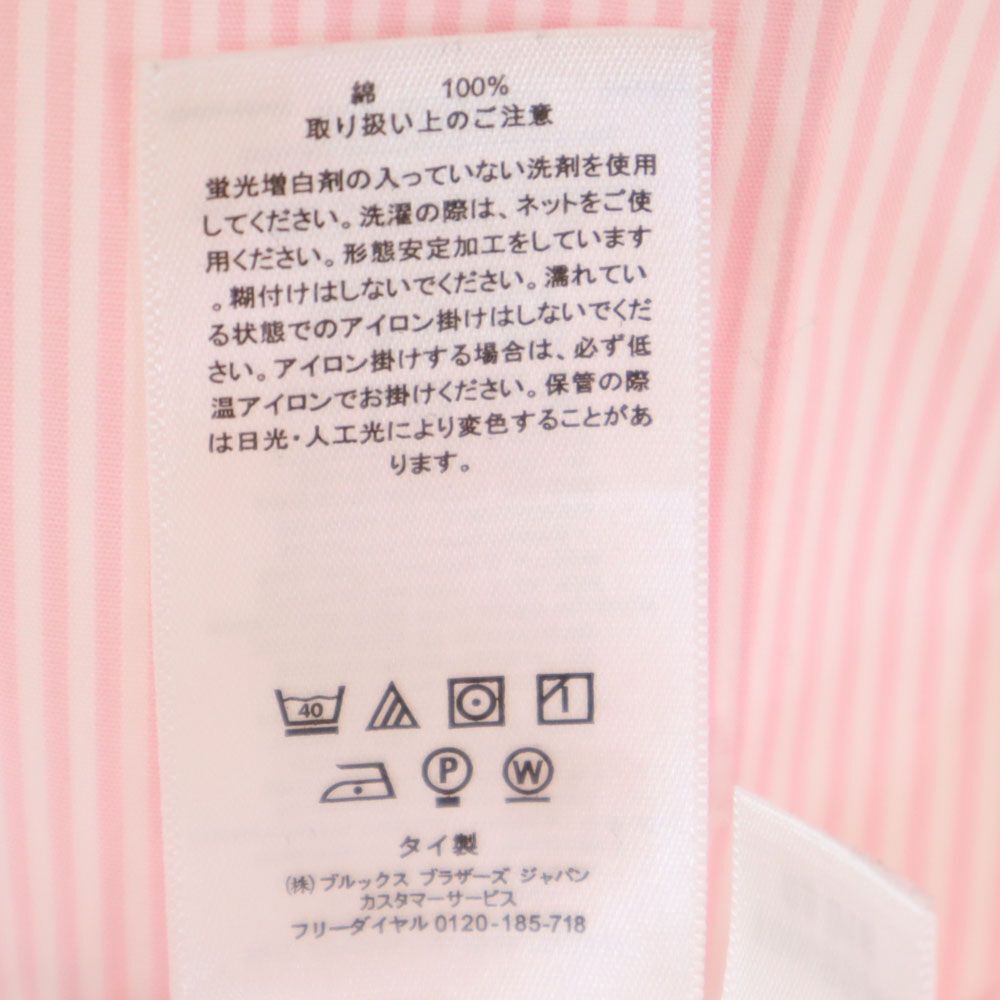 綿 100%
取り扱い上のご注意
蛍光増白剤の入っていない洗剤を使用
してください。洗濯の際は、ネットをご使
用ください。形態安定加工をしています
。糊付けはしないでください。濡れてい
る状態でのアイロン掛けはしないでくだ
さい。アイロン掛けする場合は、必ず低
温アイロンでお掛けください。保管の際
は日光・人工光により変色することがあ
ります。
40
P W
タイ製
(株)ブルックス ブラザーズ ジャパン
カスタマーサービス
フリーダイヤル 0120-185-718